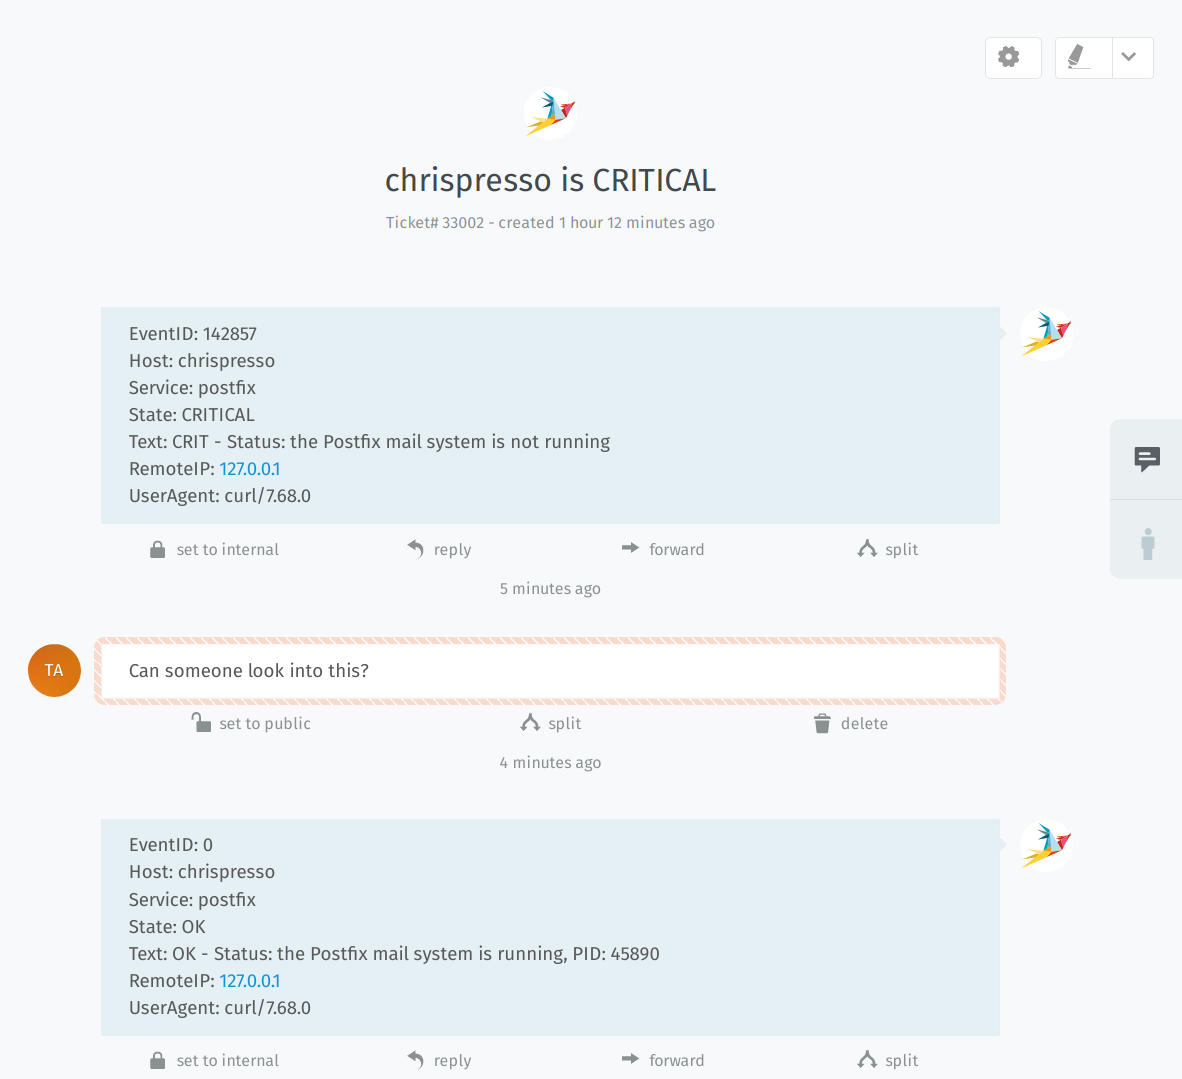 chrispresso is CRITICAL
Ticket# 33002 - created 1 hour 12 minutes ago
EventID: 142857
Host: chrispresso
Service: postfix
State: CRITICAL
Text: CRIT - Status: the Postfix mail system is not running
RemoteIP: 127.0.0.1
UserAgent: curl/7.68.0
set to internal reply forward split
5 minutes ago
TA
Can someone look into this?
set to public split delete
4 minutes ago
EventID: 0
Host: chrispresso
Service: postfix
State: OK
Text: OK - Status: the Postfix mail system is running, PID: 45890
RemoteIP: 127.0.0.1
UserAgent: curl/7.68.0
set to internal reply forward split